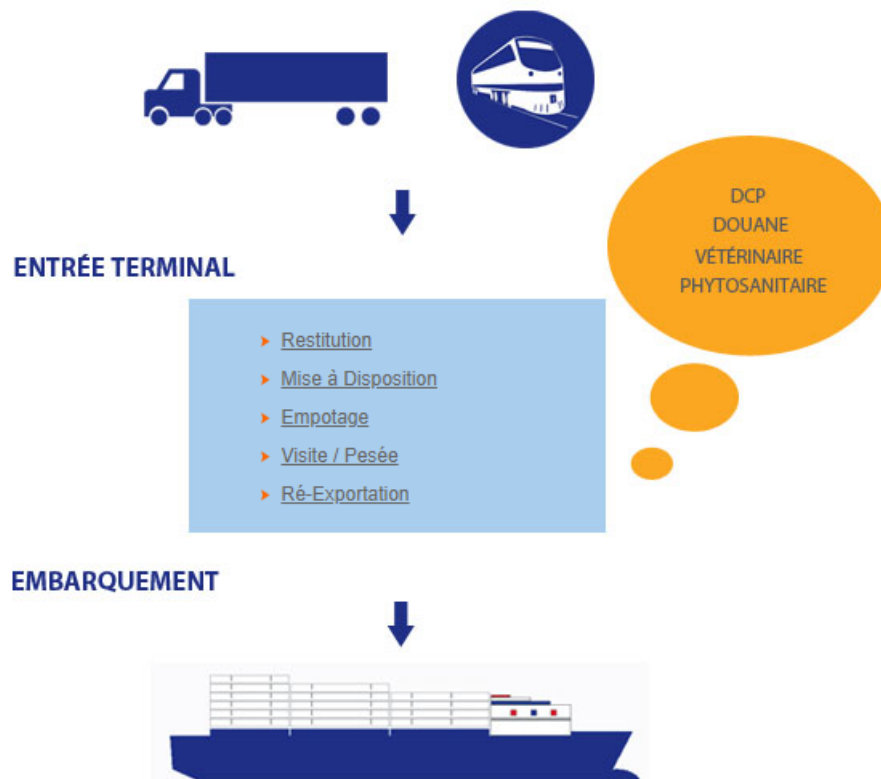 DCP
DOUANE
VÉTÉRINAIRE
PHYTOSANITAIRE
ENTRÉE TERMINAL
Restitution
Mise à Disposition
Empotage
Visite / Pesée
Ré-Exportation
EMBARQUEMENT